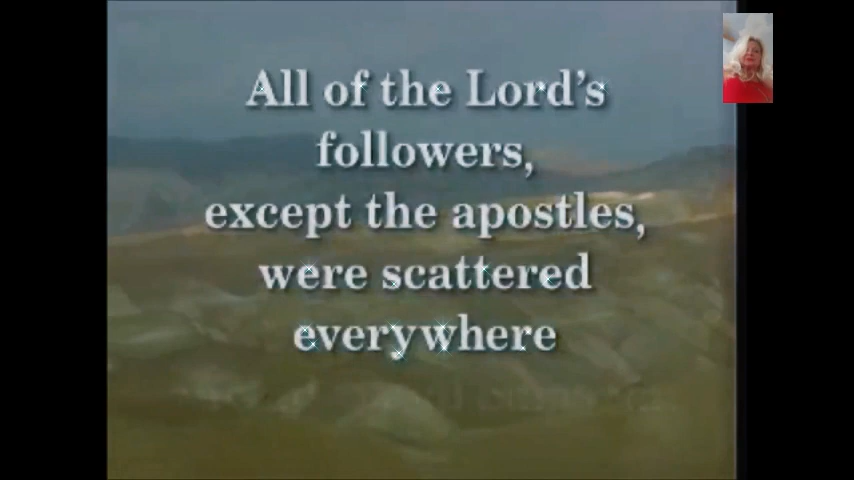 All of the Lord's
followers,
except the apostles,
were scattered
everywhere